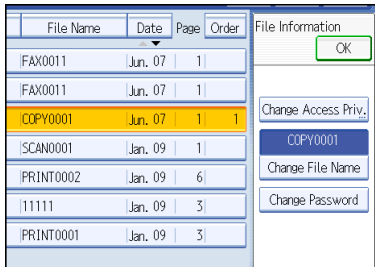 File Name Date Page Order
FAX0011 Jun. 07 1
FAX0011 Jun. 07 1
COPY0001 Jun. 07 1 1
SCAN0001 Jan. 09 1
PRINT0002 Jan. 09 6
11111 Jan. 09 3
PRINT0001 Jan. 09 3
File Information
OK
Change Access Priv.
COPY0001
Change File Name
Change Password